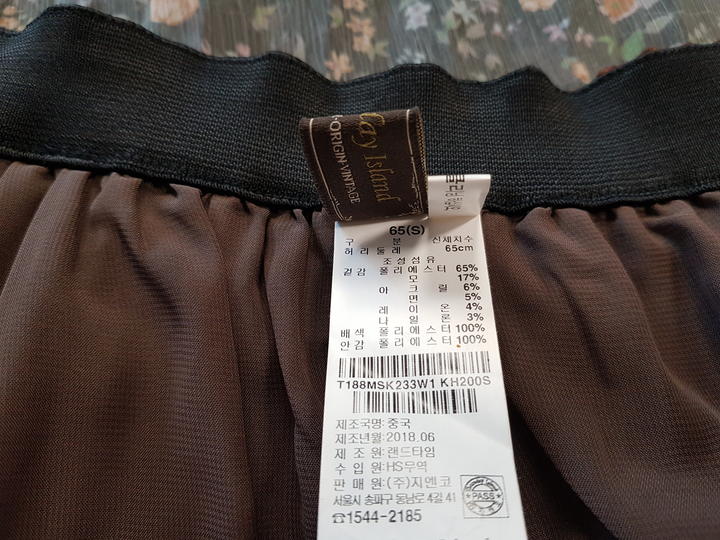 Cay Island
ORIGIN·VINTAGE
65(S)
구 분 신체치수
허리둘레 65cm
조성섬유
겉감 폴리에스터 65%
모 17%
아크릴 6%
면 5%
레이온 4%
나일론 3%
배색 폴리에스터 100%
안감 폴리에스터 100%
T188MSK233W1 KH200S
제조국명:중국
제조년월:2018.06
제 조 원:랜드타임
수 입 원:HS무역
판 매 원:(주)지엔코
서울시 송파구 동남로 4길 41
☎1544-2185
PASS